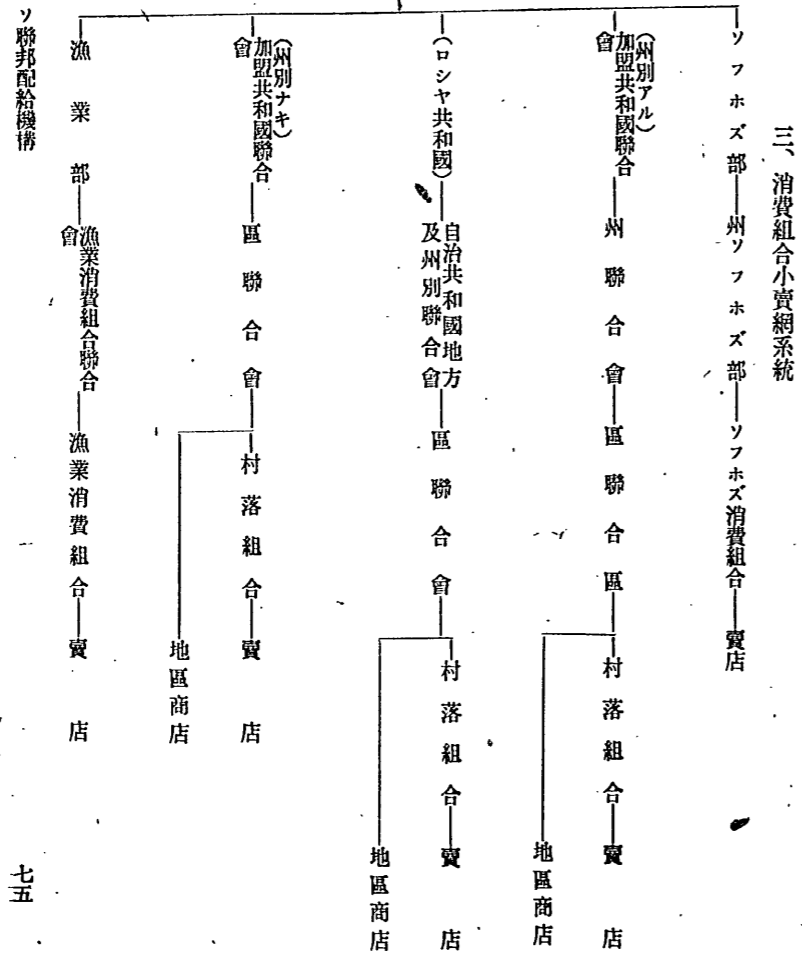 三、消費組合小賣網系統
ソフホズ部
州ソフホズ部
ソフホズ消費組合
賣店
(州別アル)
加盟共和國聯合
會
州聯合會
區聯合區
村落組合
賣店
地區商店
(ロシヤ共和國)
自治共和國地方
及州別聯合會
區聯合會
村落組合
賣店
地區商店
(州別ナキ)
加盟共和國聯合
會
區聯合會
村落組合
賣店
地區商店
漁業部
漁業消費組合聯合
會
漁業消費組合
賣店
ソ聯邦配給機構
七五